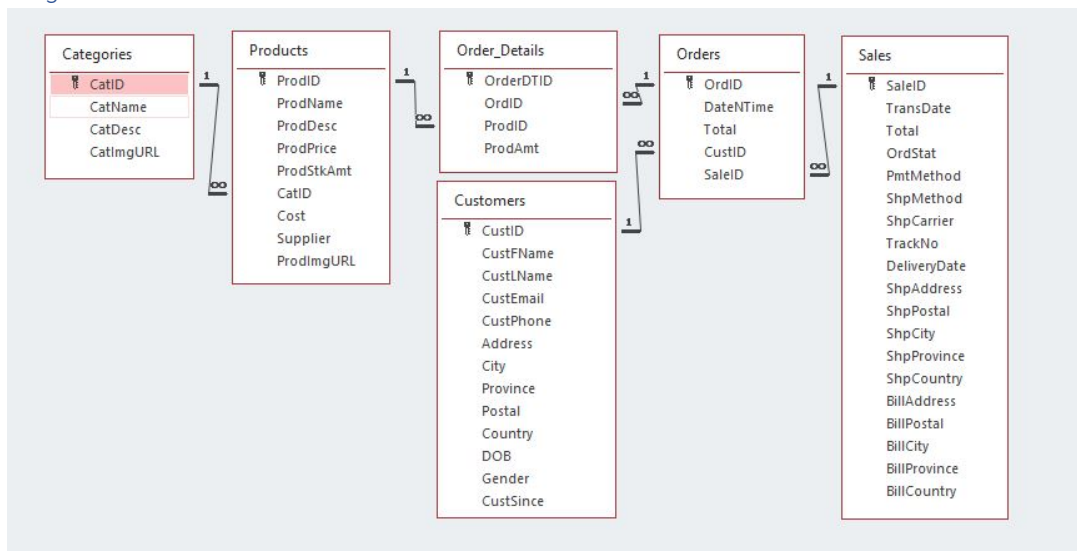 Categories
CatID
CatName
CatDesc
CatImgURL
1
∞
Products
ProdID
ProdName
ProdDesc
ProdPrice
ProdStkAmt
CatID
Cost
Supplier
ProdImgURL
1
∞
Order_Details
OrderDTID
OrdID
ProdID
ProdAmt
1
∞
Customers
CustID
CustFName
CustLName
CustEmail
CustPhone
Address
City
Province
Postal
Country
DOB
Gender
CustSince
∞
1
Orders
OrdID
DateNTime
Total
CustID
SaleID
1
∞
Sales
SaleID
TransDate
Total
OrdStat
PmtMethod
ShpMethod
ShpCarrier
TrackNo
DeliveryDate
ShpAddress
ShpPostal
ShpCity
ShpProvince
ShpCountry
BillAddress
BillPostal
BillCity
BillProvince
BillCountry